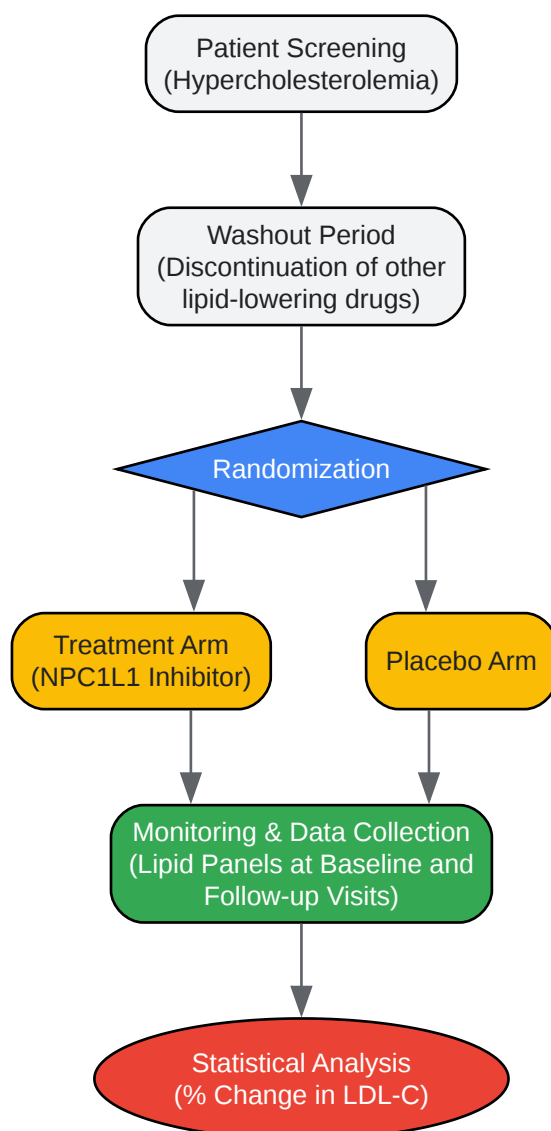 Patient Screening
(Hypercholesterolemia)
Washout Period
(Discontinuation of other
lipid-lowering drugs)
Randomization
Treatment Arm
(NPC1L1 Inhibitor)
Placebo Arm
Monitoring & Data Collection
(Lipid Panels at Baseline and
Follow-up Visits)
Statistical Analysis
(% Change in LDL-C)